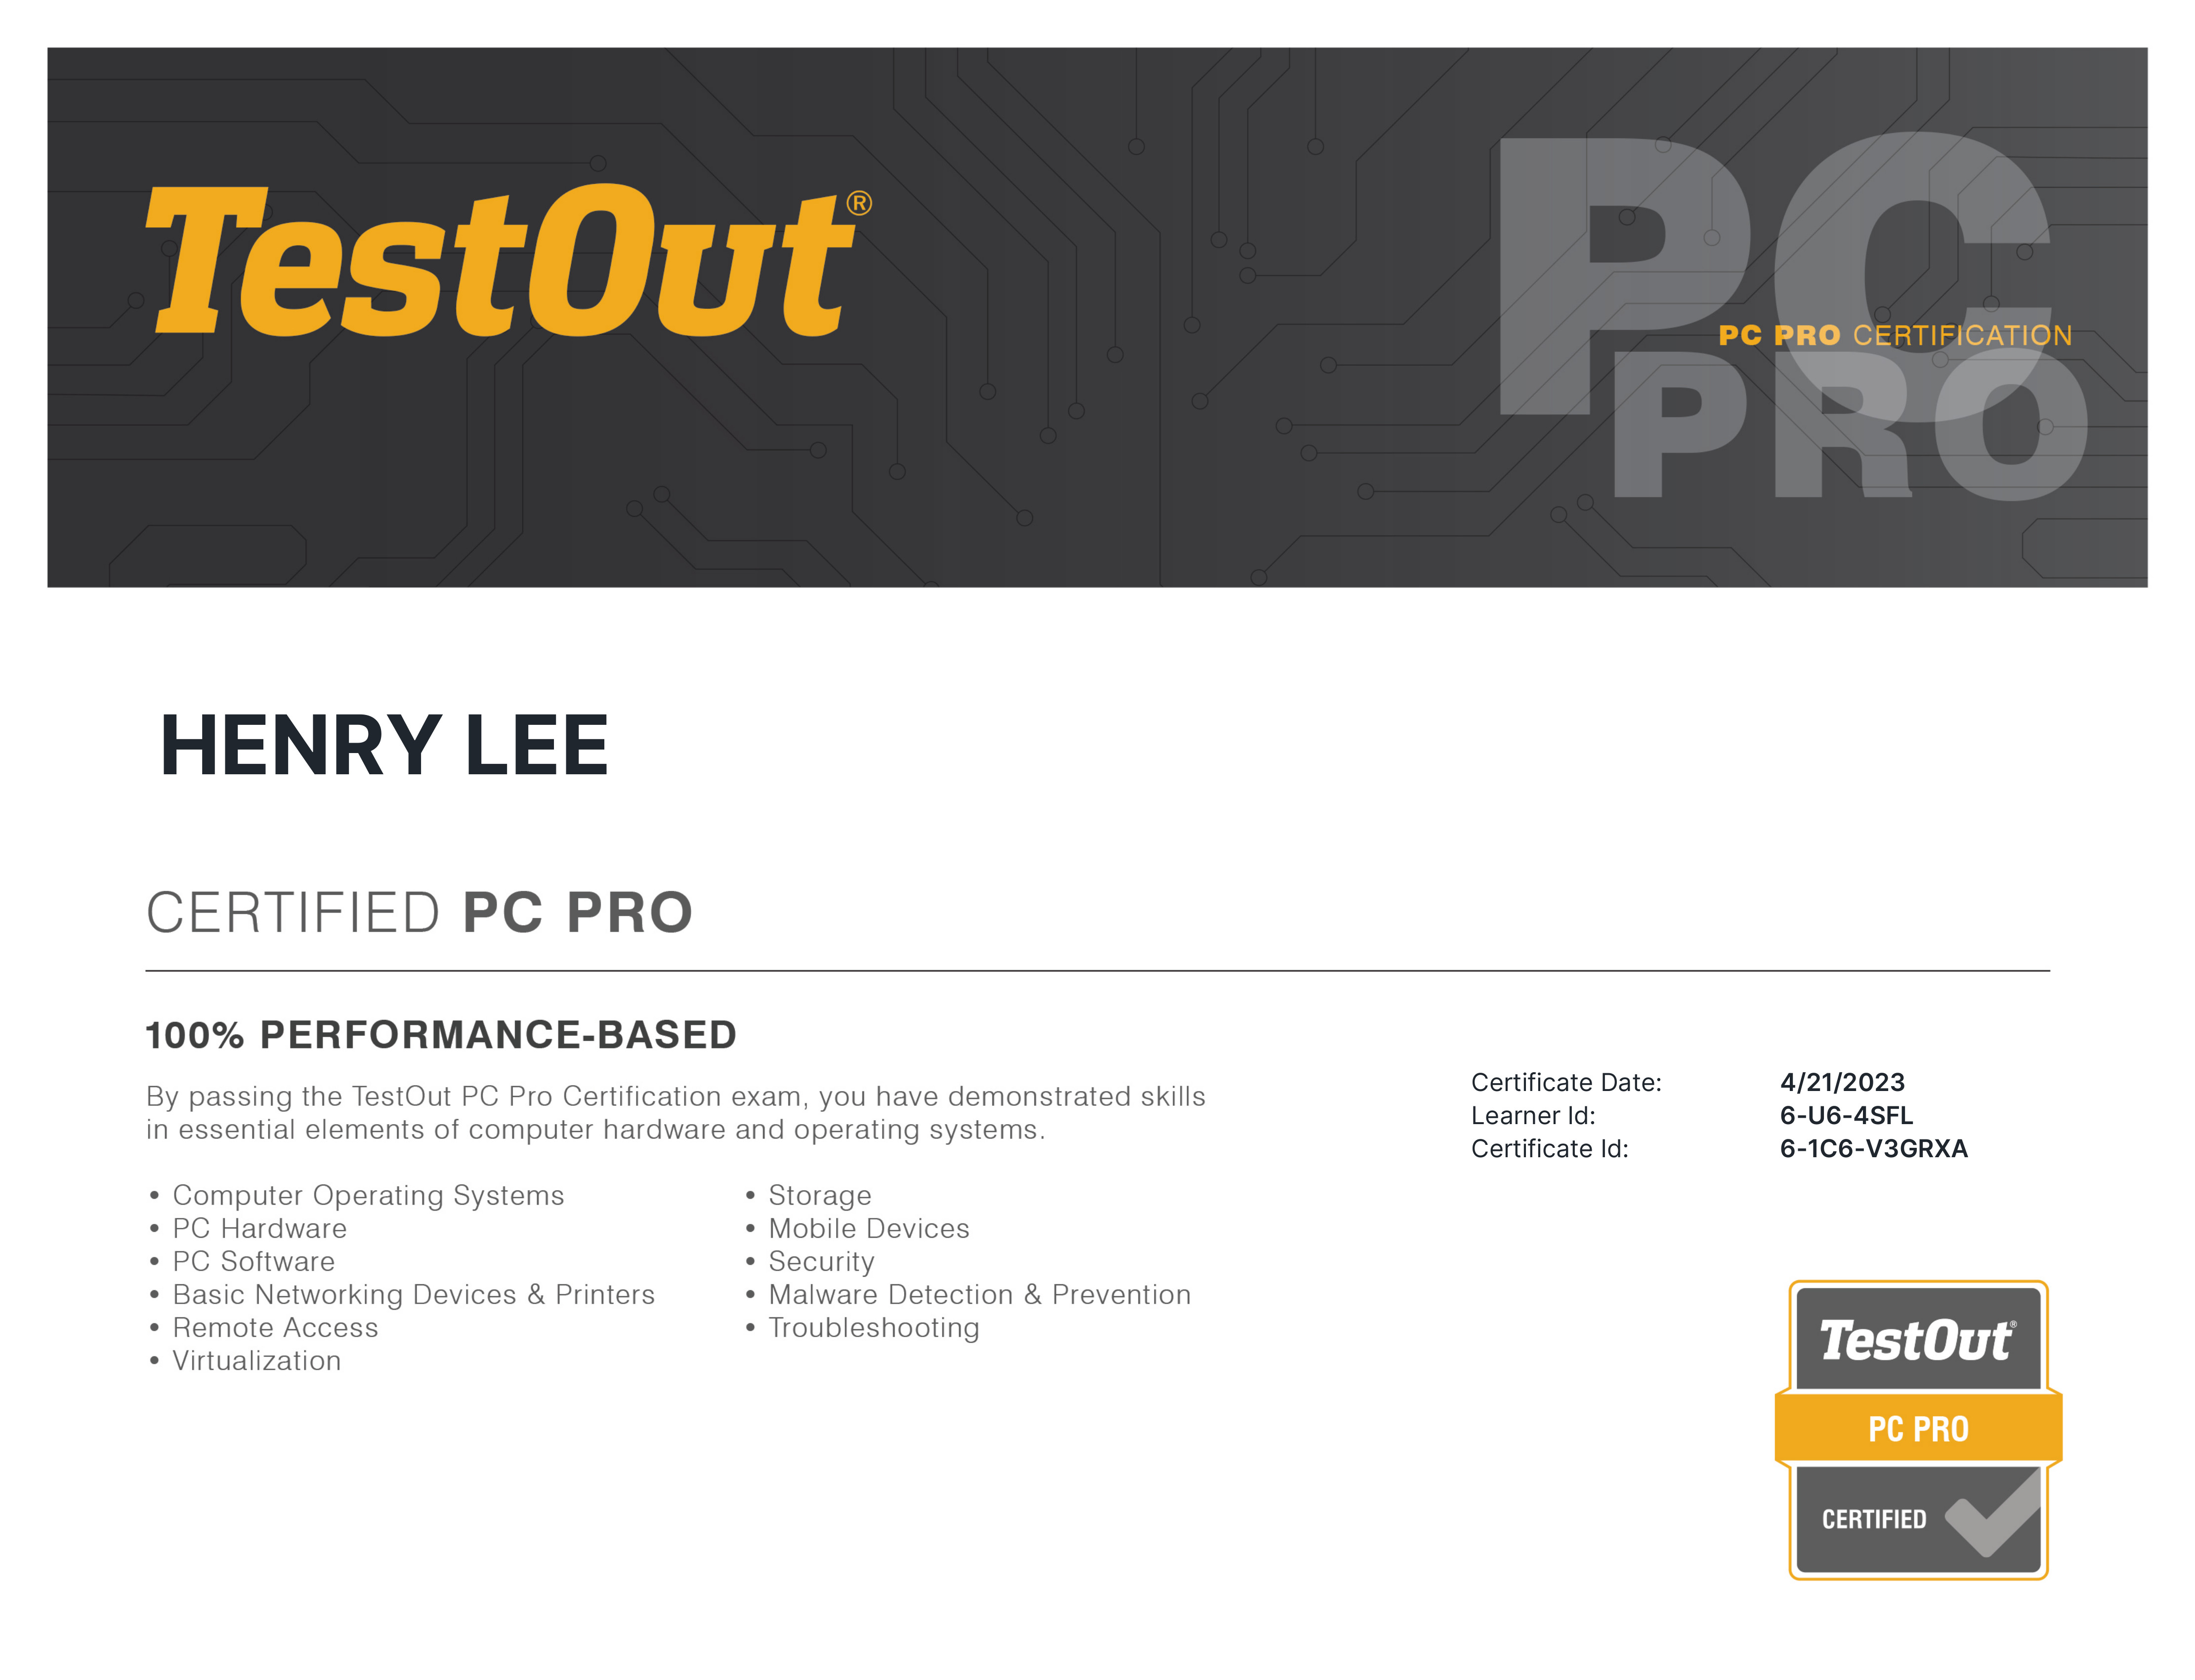 TestOut®
PC
PRO
PC PRO CERTIFICATION
HENRY LEE
CERTIFIED PC PRO
100% PERFORMANCE-BASED
By passing the TestOut PC Pro Certification exam, you have demonstrated skills
in essential elements of computer hardware and operating systems.
• Computer Operating Systems
• PC Hardware
• PC Software
• Basic Networking Devices & Printers
• Remote Access
• Virtualization
• Storage
• Mobile Devices
• Security
• Malware Detection & Prevention
• Troubleshooting
Certificate Date: 4/21/2023
Learner Id: 6-U6-4SFL
Certificate Id: 6-1C6-V3GRXA
TestOut®
PC PRO
CERTIFIED